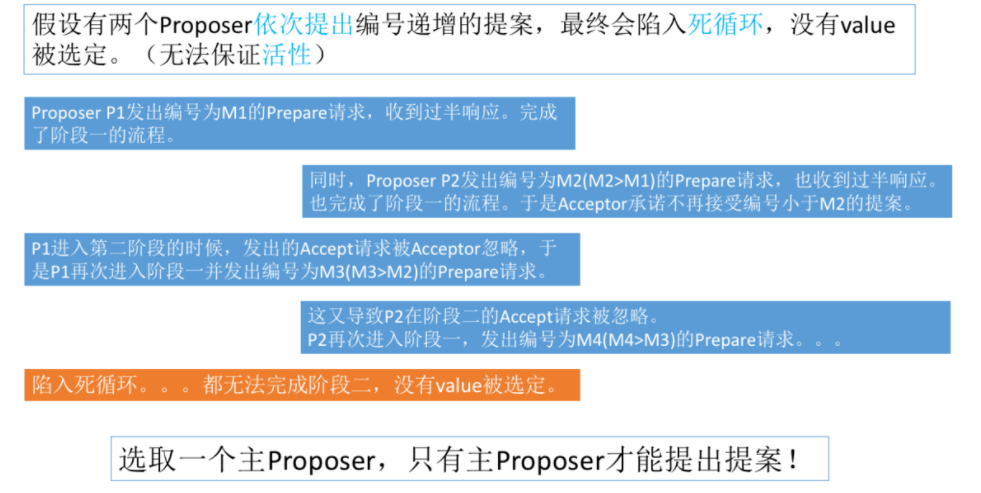 假设有两个Proposer依次提出编号递增的提案，最终会陷入死循环，没有value
被选定。（无法保证活性）
Proposer P1发出编号为M1的Prepare请求，收到过半响应。完成
了阶段一的流程。
同时，Proposer P2发出编号为M2(M2>M1)的Prepare请求，也收到过半响应。
也完成了阶段一的流程。于是Acceptor承诺不再接受编号小于M2的提案。
P1进入第二阶段的时候，发出的Accept请求被Acceptor忽略，于
是P1再次进入阶段一并发出编号为M3(M3>M2)的Prepare请求。
这又导致P2在阶段二的Accept请求被忽略。
P2再次进入阶段一，发出编号为M4(M4>M3)的Prepare请求。。。
陷入死循环。。。都无法完成阶段二，没有value被选定。
选取一个主Proposer，只有主Proposer才能提出提案！